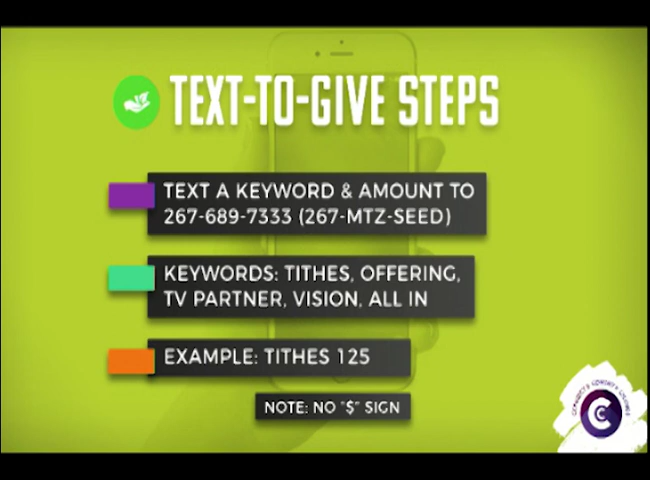 TEXT-TO-GIVE STEPS
TEXT A KEYWORD & AMOUNT TO
267-689-7333 (267-MTZ-SEED)
KEYWORDS: TITHES, OFFERING,
TV PARTNER, VISION, ALL IN
EXAMPLE: TITHES 125
NOTE: NO "$" SIGN